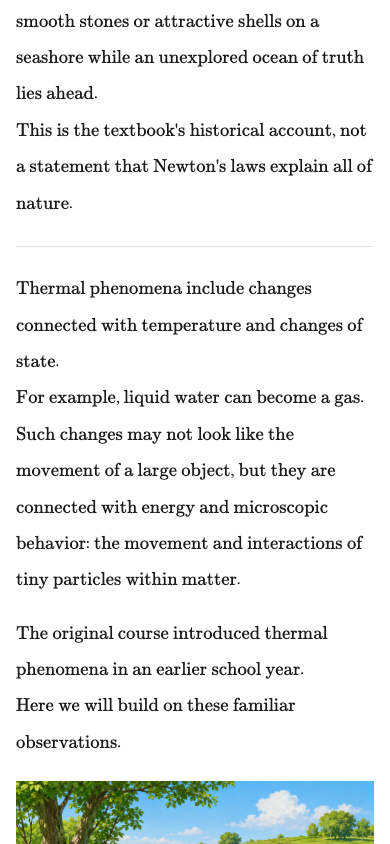 smooth stones or attractive shells on a
seashore while an unexplored ocean of truth
lies ahead.
This is the textbook's historical account, not
a statement that Newton's laws explain all of
nature.
Thermal phenomena include changes
connected with temperature and changes of
state.
For example, liquid water can become a gas.
Such changes may not look like the
movement of a large object, but they are
connected with energy and microscopic
behavior: the movement and interactions of
tiny particles within matter.
The original course introduced thermal
phenomena in an earlier school year.
Here we will build on these familiar
observations.